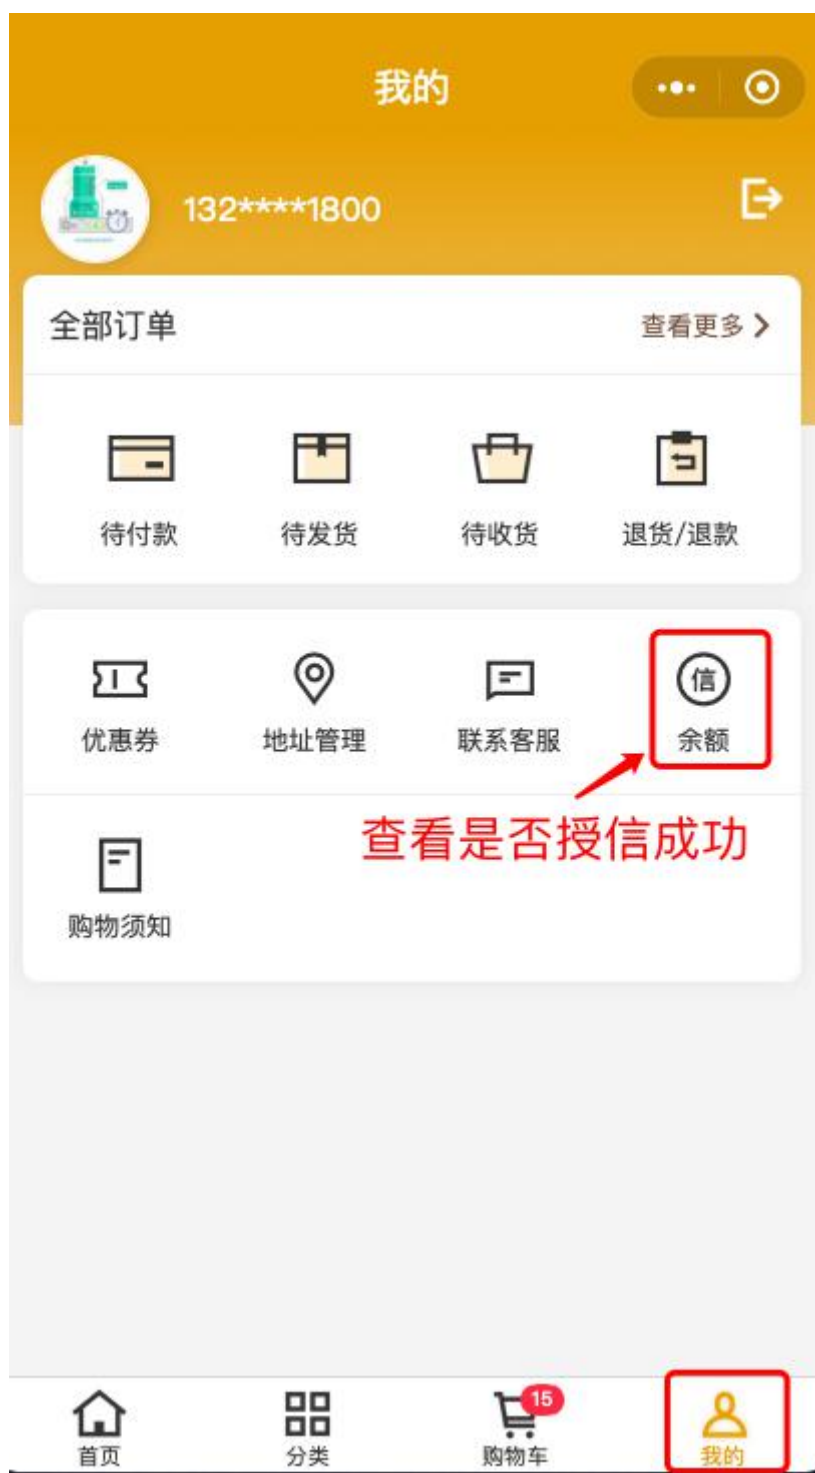 我的
132****1800
全部订单
查看更多
待付款
待发货
待收货
退货/退款
信
优惠券
地址管理
联系客服
余额
查看是否授信成功
购物须知
15
首页
分类
购物车
我的